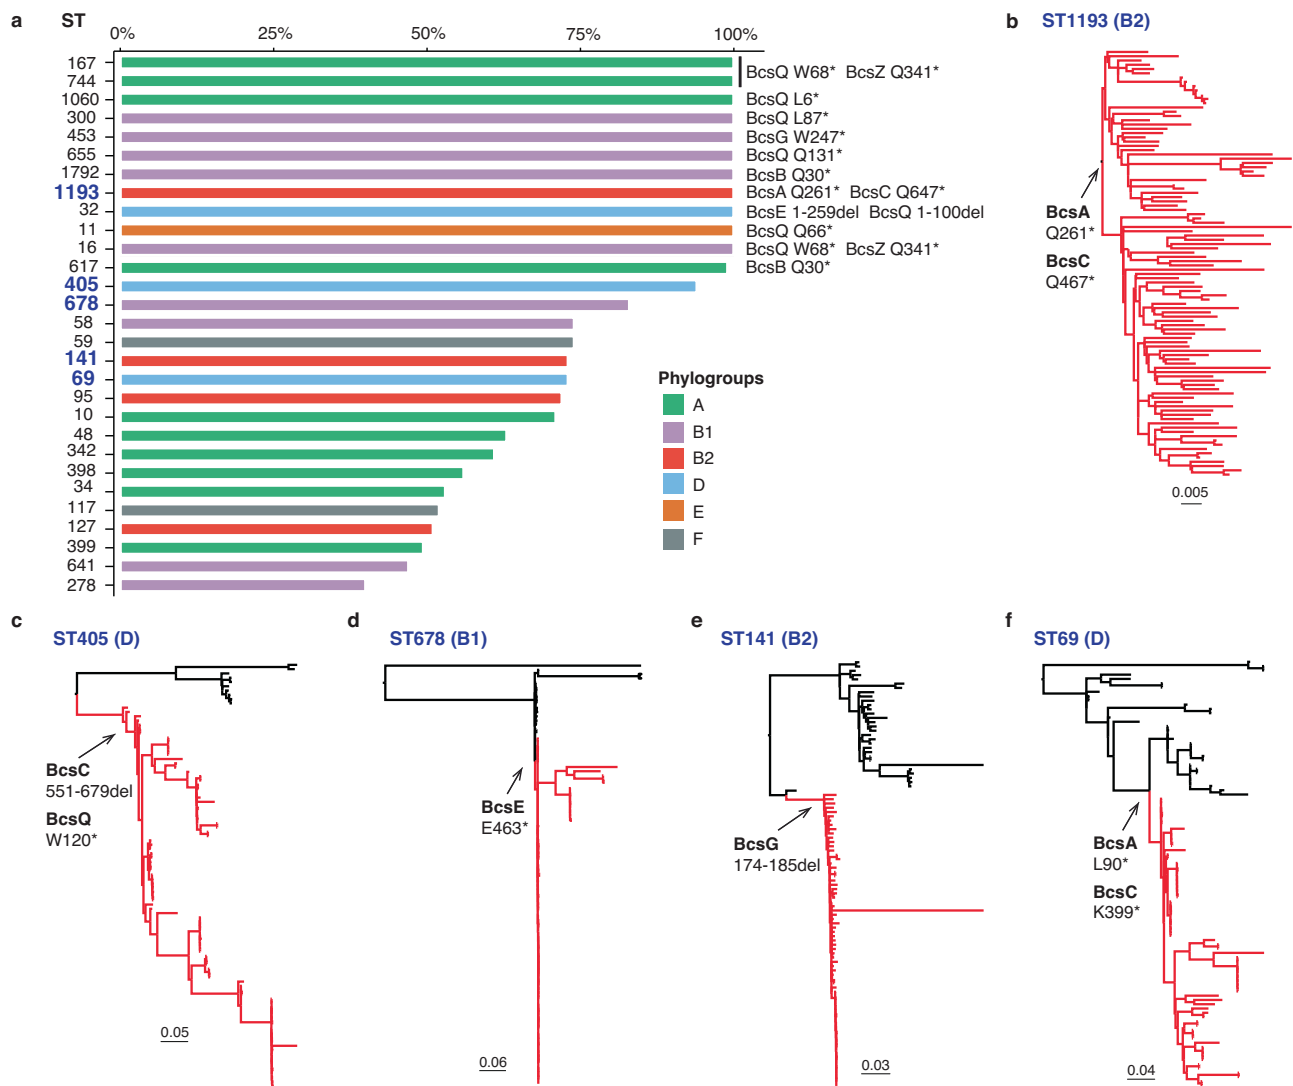 a
ST
0% 25% 50% 75% 100%
167
744
BcsQ W68* BcsZ Q341*
1060 BcsQ L6*
300 BcsQ L87*
453 BcsG W247*
655 BcsQ Q131*
1792 BcsB Q30*
1193 BcsA Q261* BcsC Q647*
32 BcsE 1-259del BcsQ 1-100del
11 BcsQ Q66*
16 BcsQ W68* BcsZ Q341*
617 BcsB Q30*
405
678
58
59
141
69
95
10
48
342
398
34
117
127
399
641
278
Phylogroups
A
B1
B2
D
E
F
b
ST1193 (B2)
BcsA
Q261*
BcsC
Q467*
0.005
c
ST405 (D)
BcsC
551-679del
BcsQ
W120*
0.05
d
ST678 (B1)
BcsE
E463*
0.06
e
ST141 (B2)
BcsG
174-185del
0.03
f
ST69 (D)
BcsA
L90*
BcsC
K399*
0.04